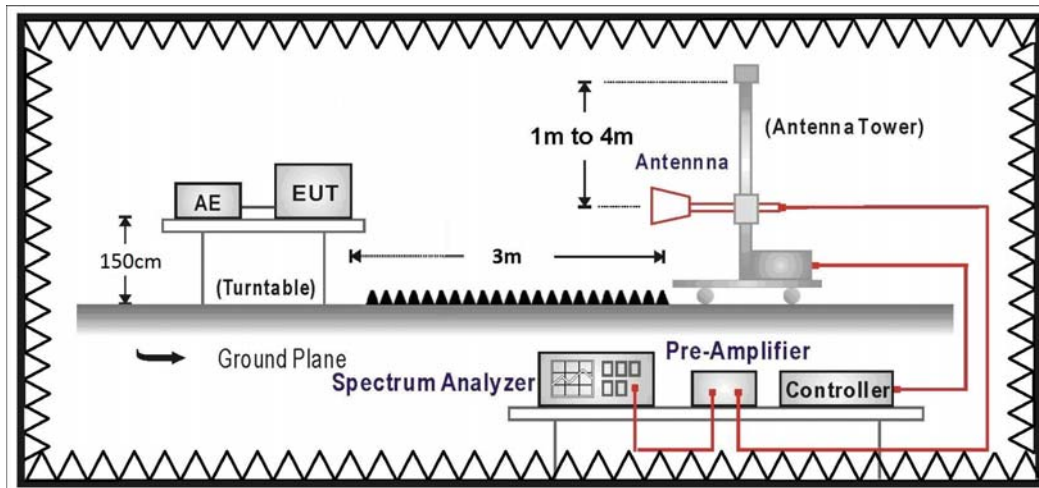 1m to 4m
(Antenna Tower)
Antennna
AE
EUT
150cm
3m
(Turntable)
Ground Plane
Pre-Amplifier
Spectrum Analyzer
Controller